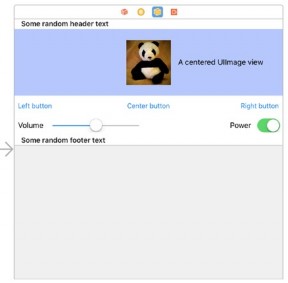 Some random header text
A centered UIImage view
Left button Center button Right button
Volume Power
Some random footer text